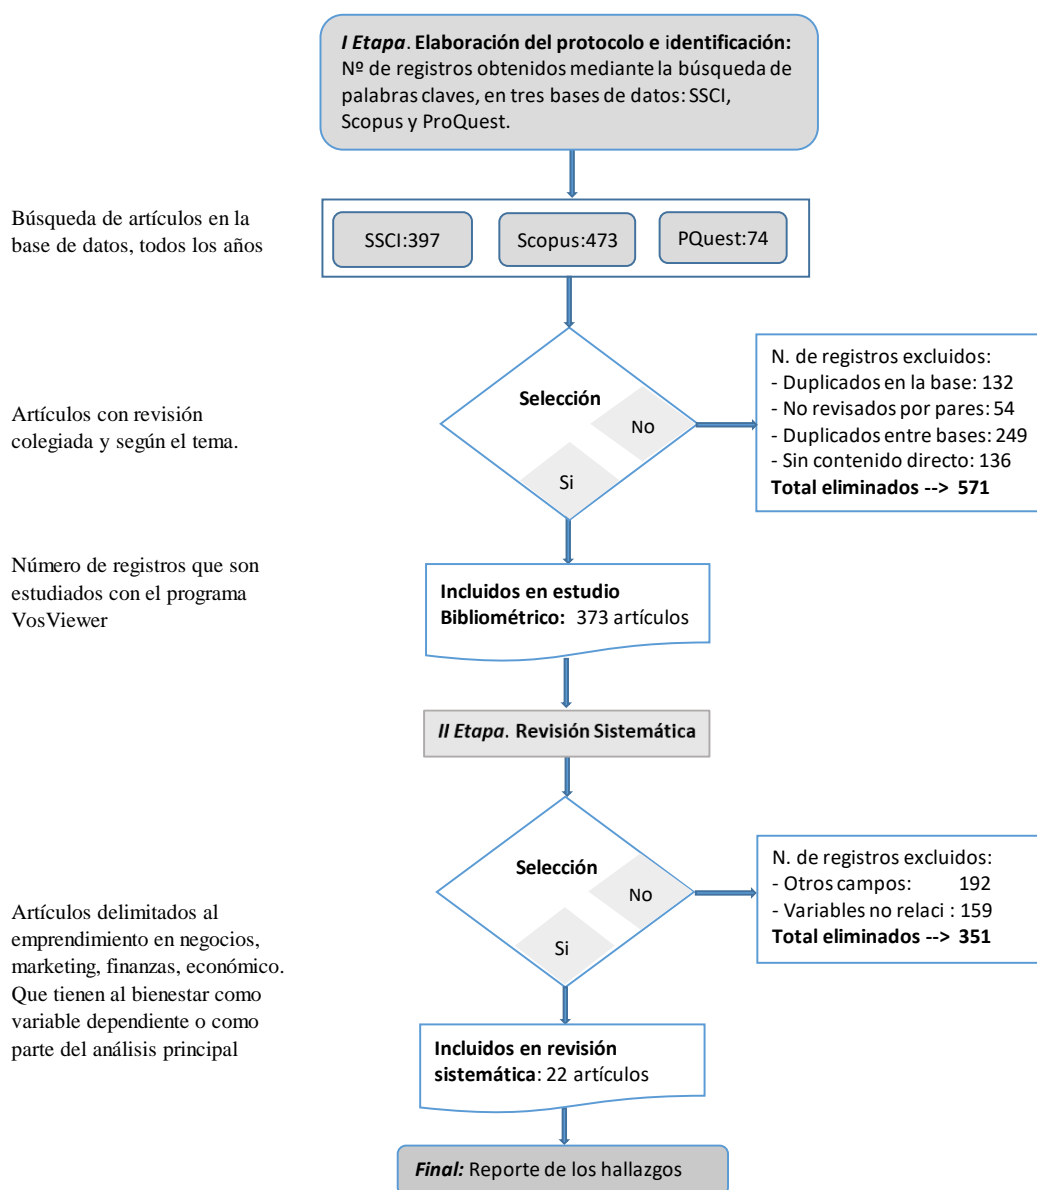 I Etapa. Elaboración del protocolo e identificación:
Nº de registros obtenidos mediante la búsqueda de
palabras claves, en tres bases de datos: SSCI,
Scopus y ProQuest.
Búsqueda de artículos en la
base de datos, todos los años
SSCI:397
Scopus:473
PQuest:74
Artículos con revisión
colegiada y según el tema.
Selección
No
Si
N. de registros excluidos:
- Duplicados en la base: 132
- No revisados por pares: 54
- Duplicados entre bases: 249
- Sin contenido directo: 136
Total eliminados --> 571
Número de registros que son
estudiados con el programa
VosViewer
Incluidos en estudio
Bibliométrico: 373 artículos
II Etapa. Revisión Sistemática
Selección
No
Si
N. de registros excluidos:
- Otros campos: 192
- Variables no relaci : 159
Total eliminados --> 351
Artículos delimitados al
emprendimiento en negocios,
marketing, finanzas, económico.
Que tienen al bienestar como
variable dependiente o como
parte del análisis principal
Incluidos en revisión
sistemática: 22 artículos
Final: Reporte de los hallazgos